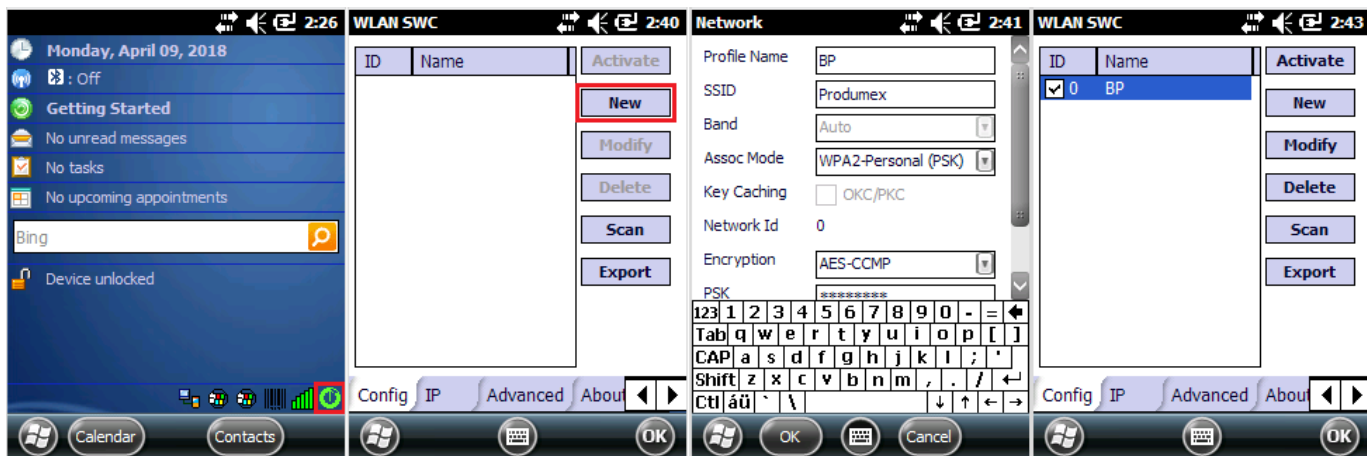 2:26
Monday, April 09, 2018
: Off
Getting Started
No unread messages
No tasks
No upcoming appointments
Bing
Device unlocked
Calendar
Contacts
WLAN SWC 2:40
ID Name
Activate
New
Modify
Delete
Scan
Export
Config IP Advanced About
OK
Network 2:41
Profile Name BP
SSID Produmex
Band Auto
Assoc Mode WPA2-Personal (PSK)
Key Caching OKC/PKC
Network Id 0
Encryption AES-CCMP
PSK ********
123 1 2 3 4 5 6 7 8 9 0 - =
Tab q w e r t y u i o p [ ]
CAP a s d f g h j k l ; '
Shift z x c v b n m , . /
Ctl áü ` \ ↓ ↑ ← →
OK Cancel
WLAN SWC 2:43
ID Name
0 BP
Activate
New
Modify
Delete
Scan
Export
Config IP Advanced About
OK